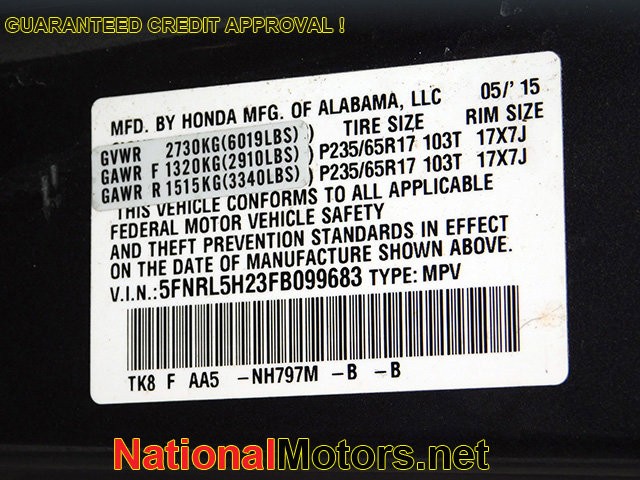 GUARANTEED CREDIT APPROVAL !
MFD. BY HONDA MFG. OF ALABAMA, LLC 05/' 15
TIRE SIZE RIM SIZE
GVWR 2730KG(6019LBS)
GAWR F 1320KG(2910LBS) P235/65R17 103T 17X7J
GAWR R 1515KG(3340LBS) P235/65R17 103T 17X7J
THIS VEHICLE CONFORMS TO ALL APPLICABLE
FEDERAL MOTOR VEHICLE SAFETY
AND THEFT PREVENTION STANDARDS IN EFFECT
ON THE DATE OF MANUFACTURE SHOWN ABOVE.
V.I.N.:5FNRL5H23FB099683 TYPE: MPV
TK8 F AA5 -NH797M -B -B
NationalMotors.net